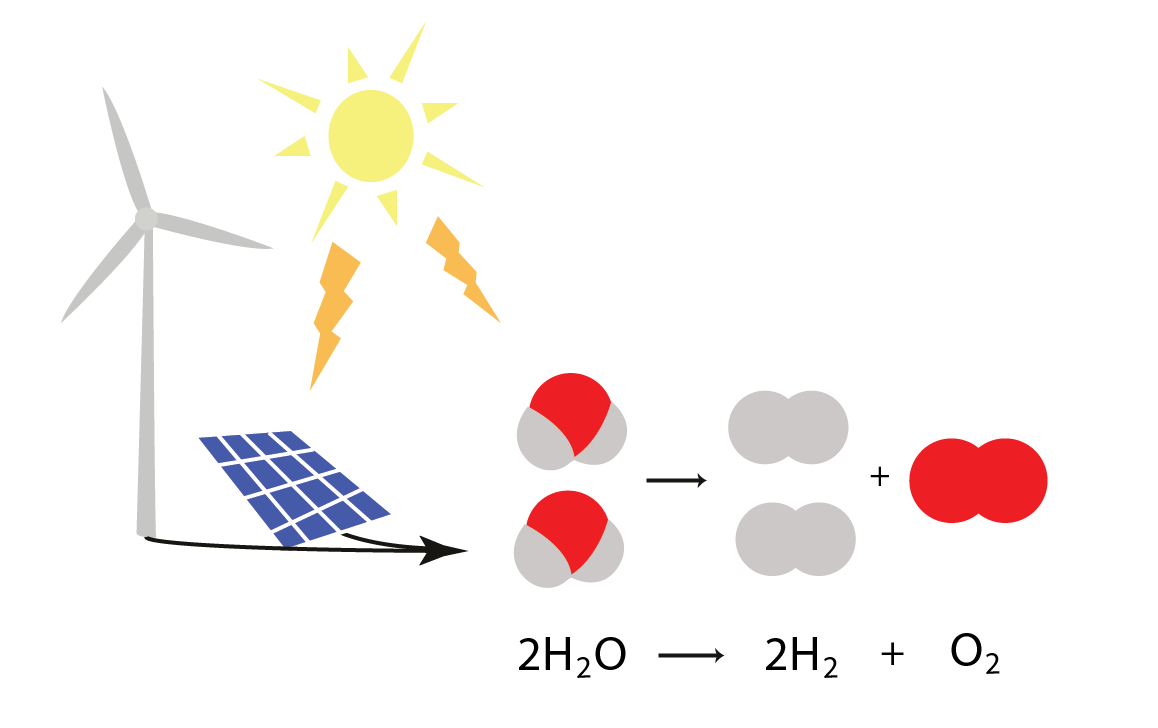 +
2H₂O ⟶ 2H₂ + O₂